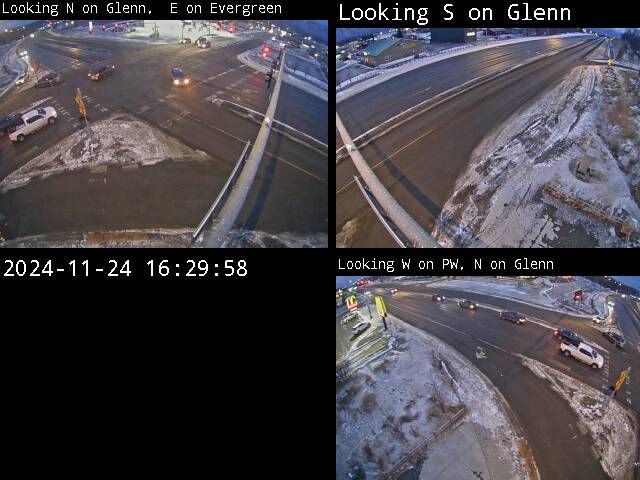 Looking N on Glenn,  E on Evergreen
Looking S on Glenn
2024-11-24 16:29:58
Looking W on PW, N on Glenn